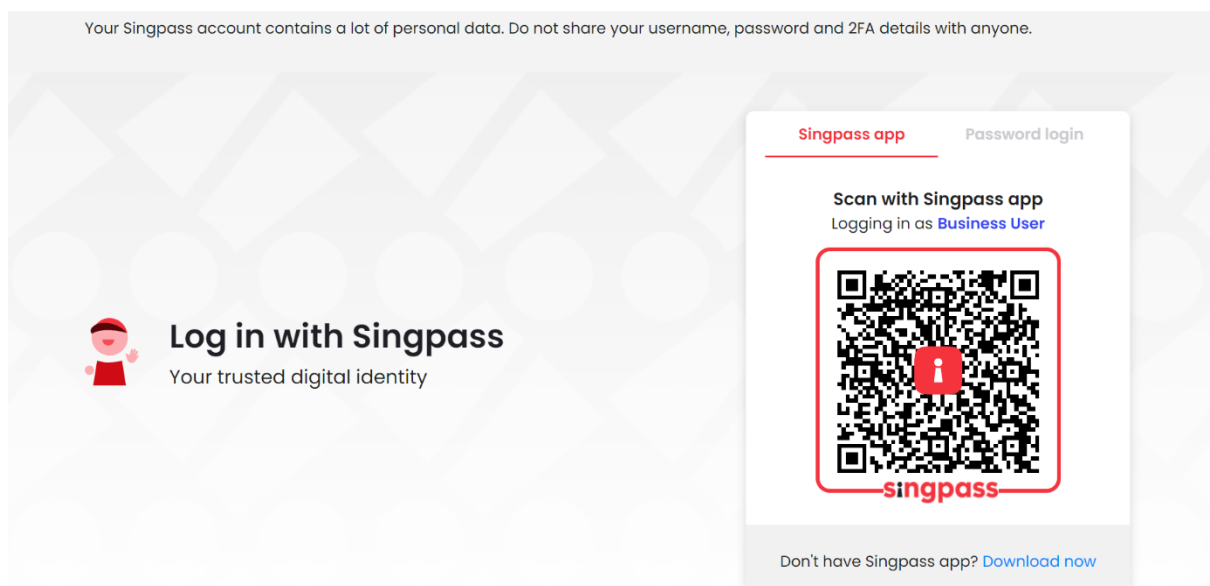 Your Singpass account contains a lot of personal data. Do not share your username, password and 2FA details with anyone.
Log in with Singpass
Your trusted digital identity
Singpass app
Password login
Scan with Singpass app
Logging in as Business User
singpass
Don't have Singpass app? Download now